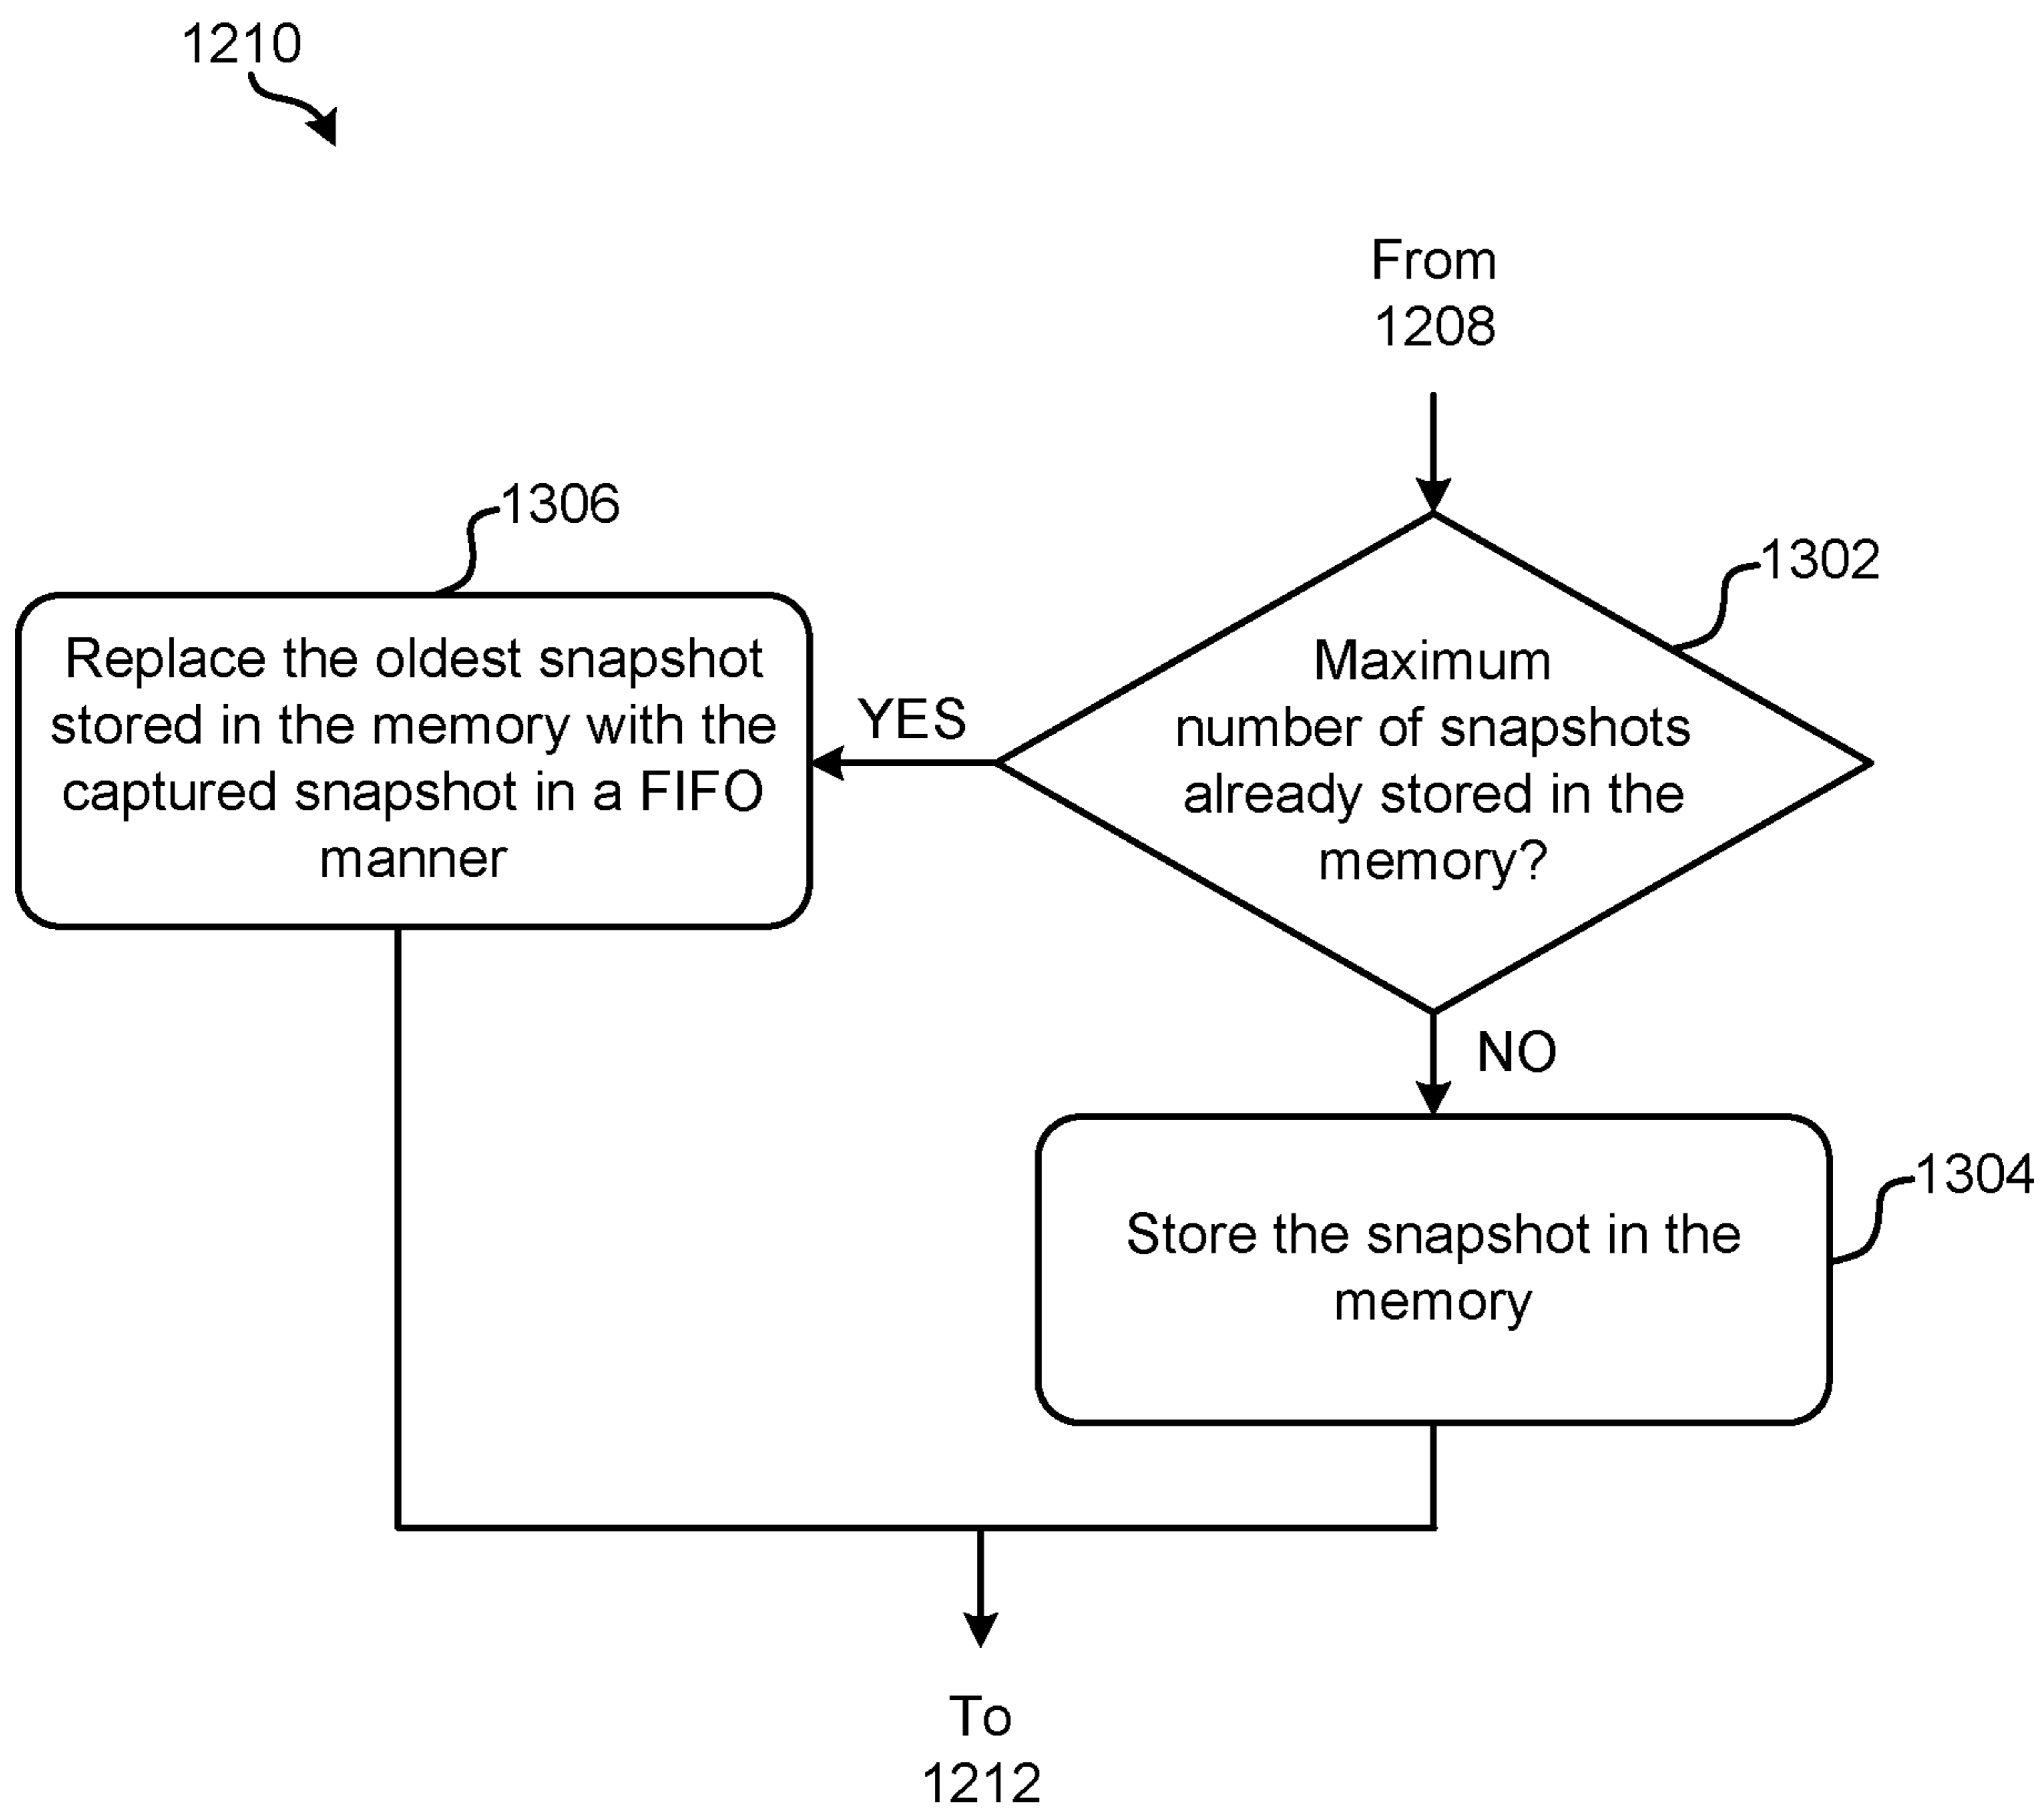 1210
From
1208
1306
1302
Replace the oldest snapshot
stored in the memory with the
captured snapshot in a FIFO
manner
YES
Maximum
number of snapshots
already stored in the
memory?
NO
1304
Store the snapshot in the
memory
To
1212